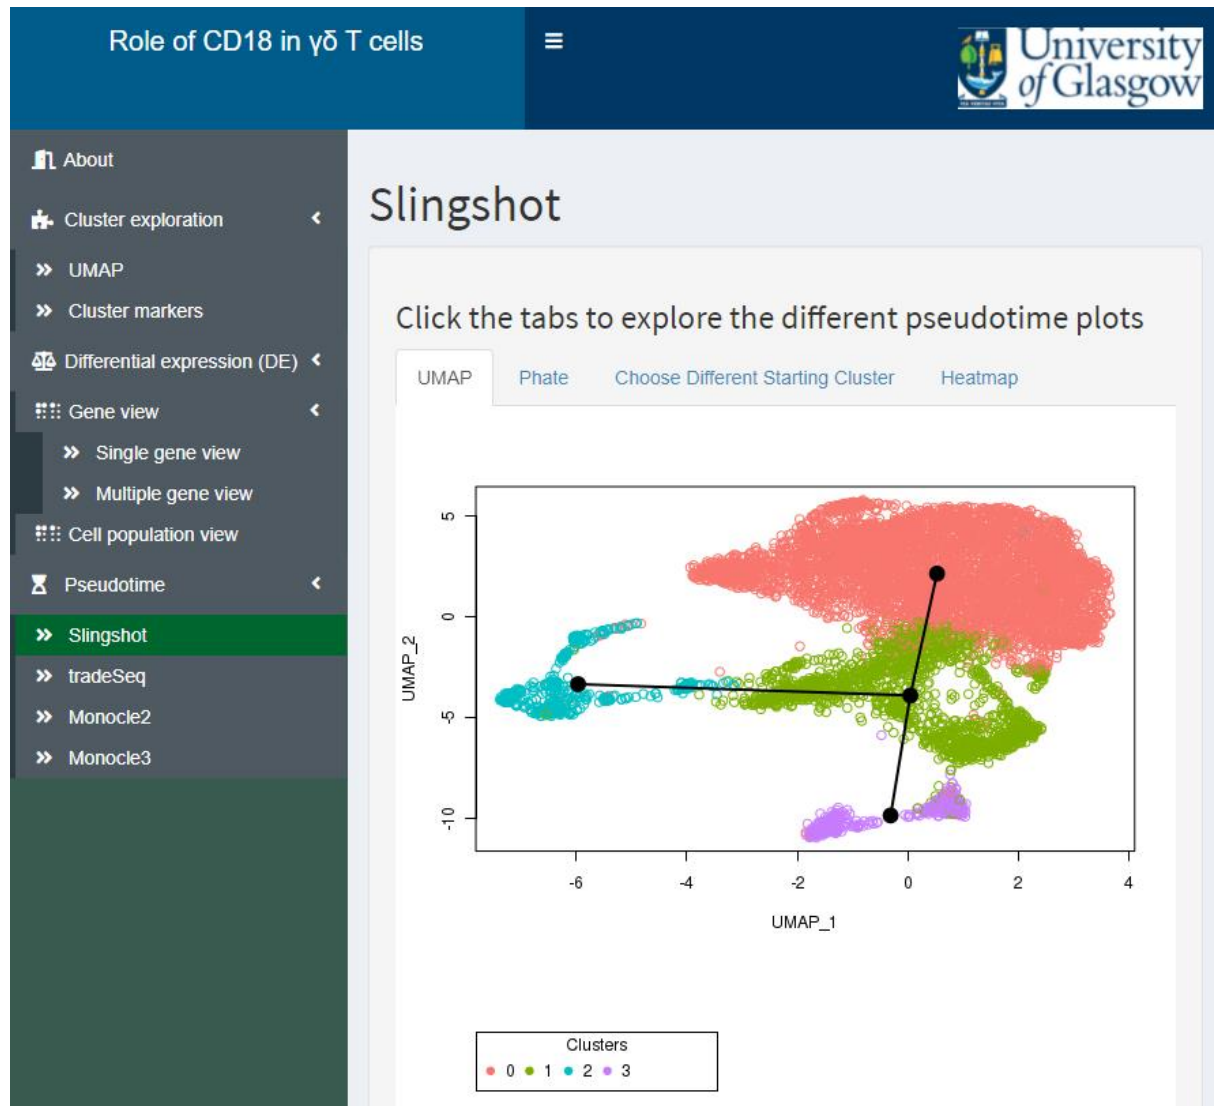 Role of CD18 in γδ T cells
University
of Glasgow
About
Cluster exploration
UMAP
Cluster markers
Differential expression (DE)
Gene view
Single gene view
Multiple gene view
Cell population view
Pseudotime
Slingshot
tradeSeq
Monocle2
Monocle3
Slingshot
Click the tabs to explore the different pseudotime plots
UMAP Phate Choose Different Starting Cluster Heatmap
UMAP_2
5
0
-5
-10
-6 -4 -2 0 2 4
UMAP_1
Clusters
0 1 2 3